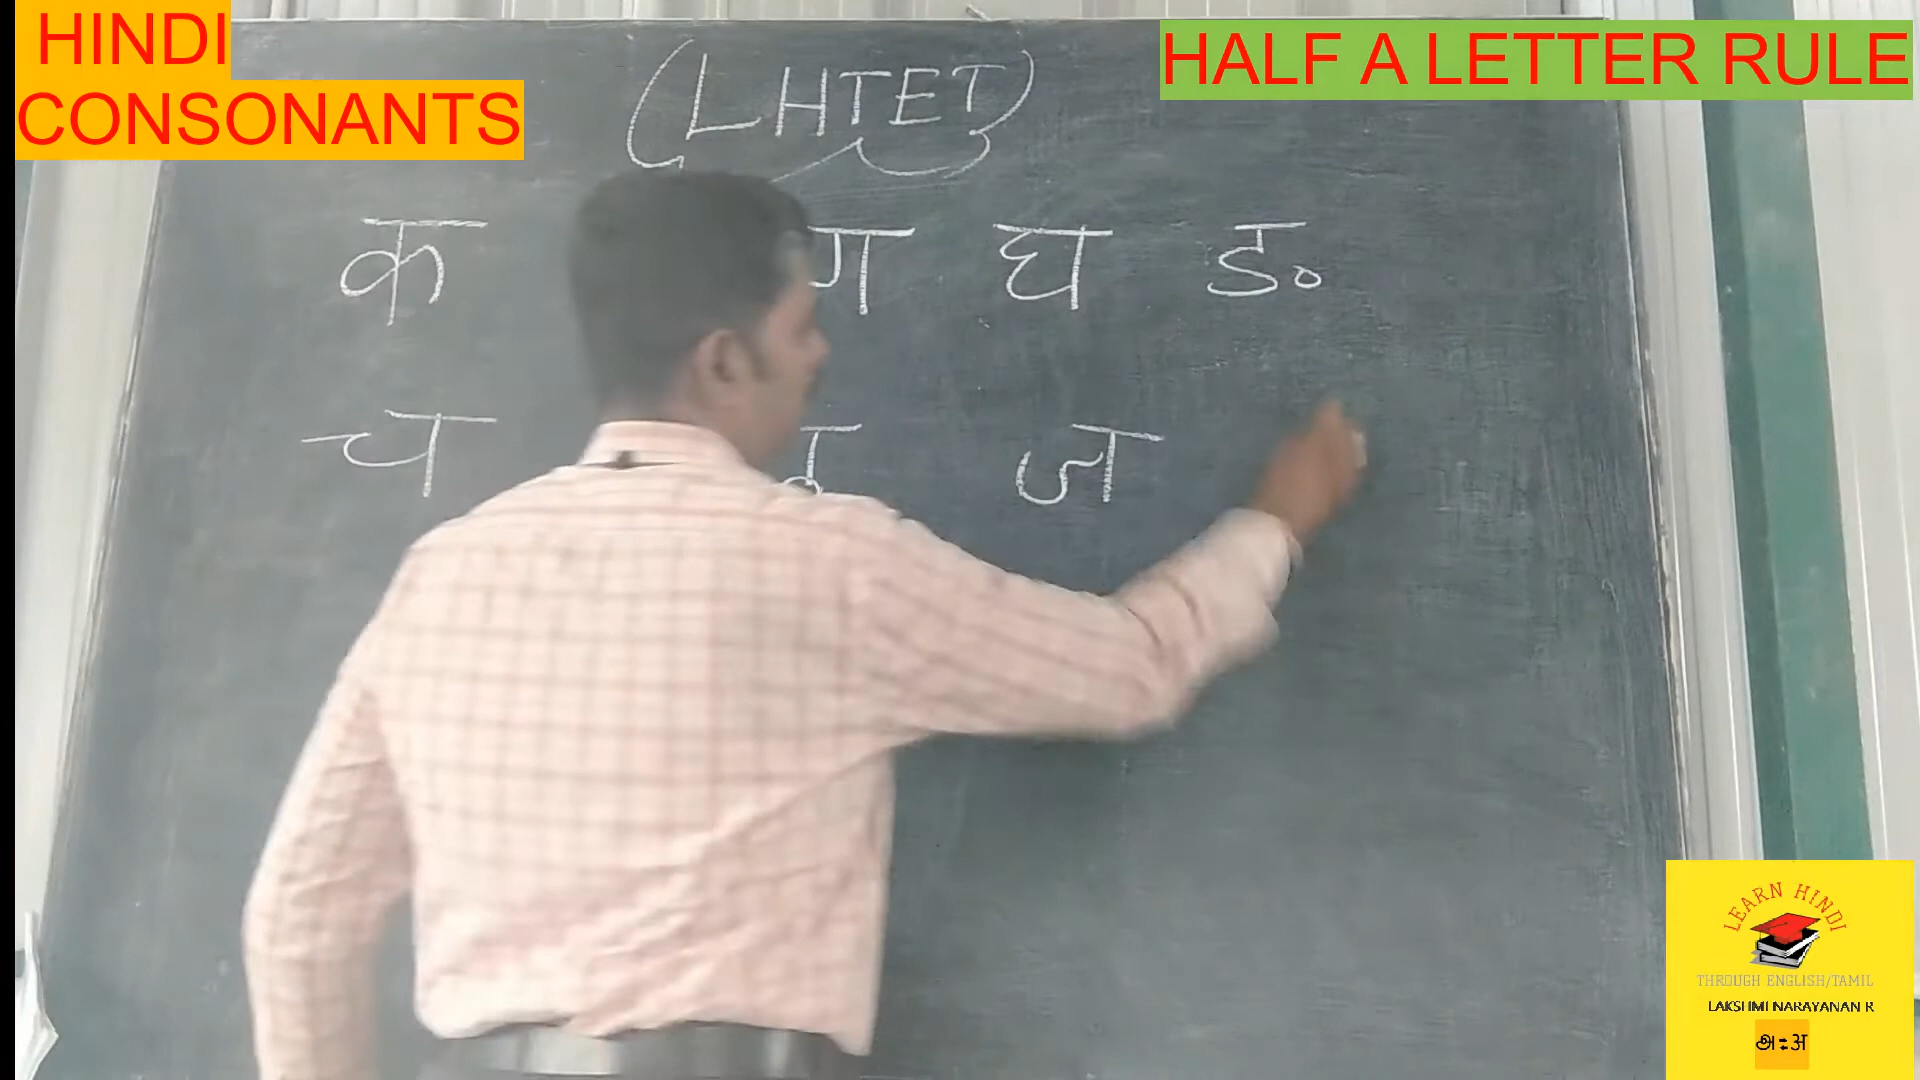 HINDI
CONSONANTS
HALF A LETTER RULE
(LHTET)
क ग घ ङ
च ज
LEARN HINDI
THROUGH ENGLISH/TAMIL
LAKSHMI NARAYANAN R
அ::अ